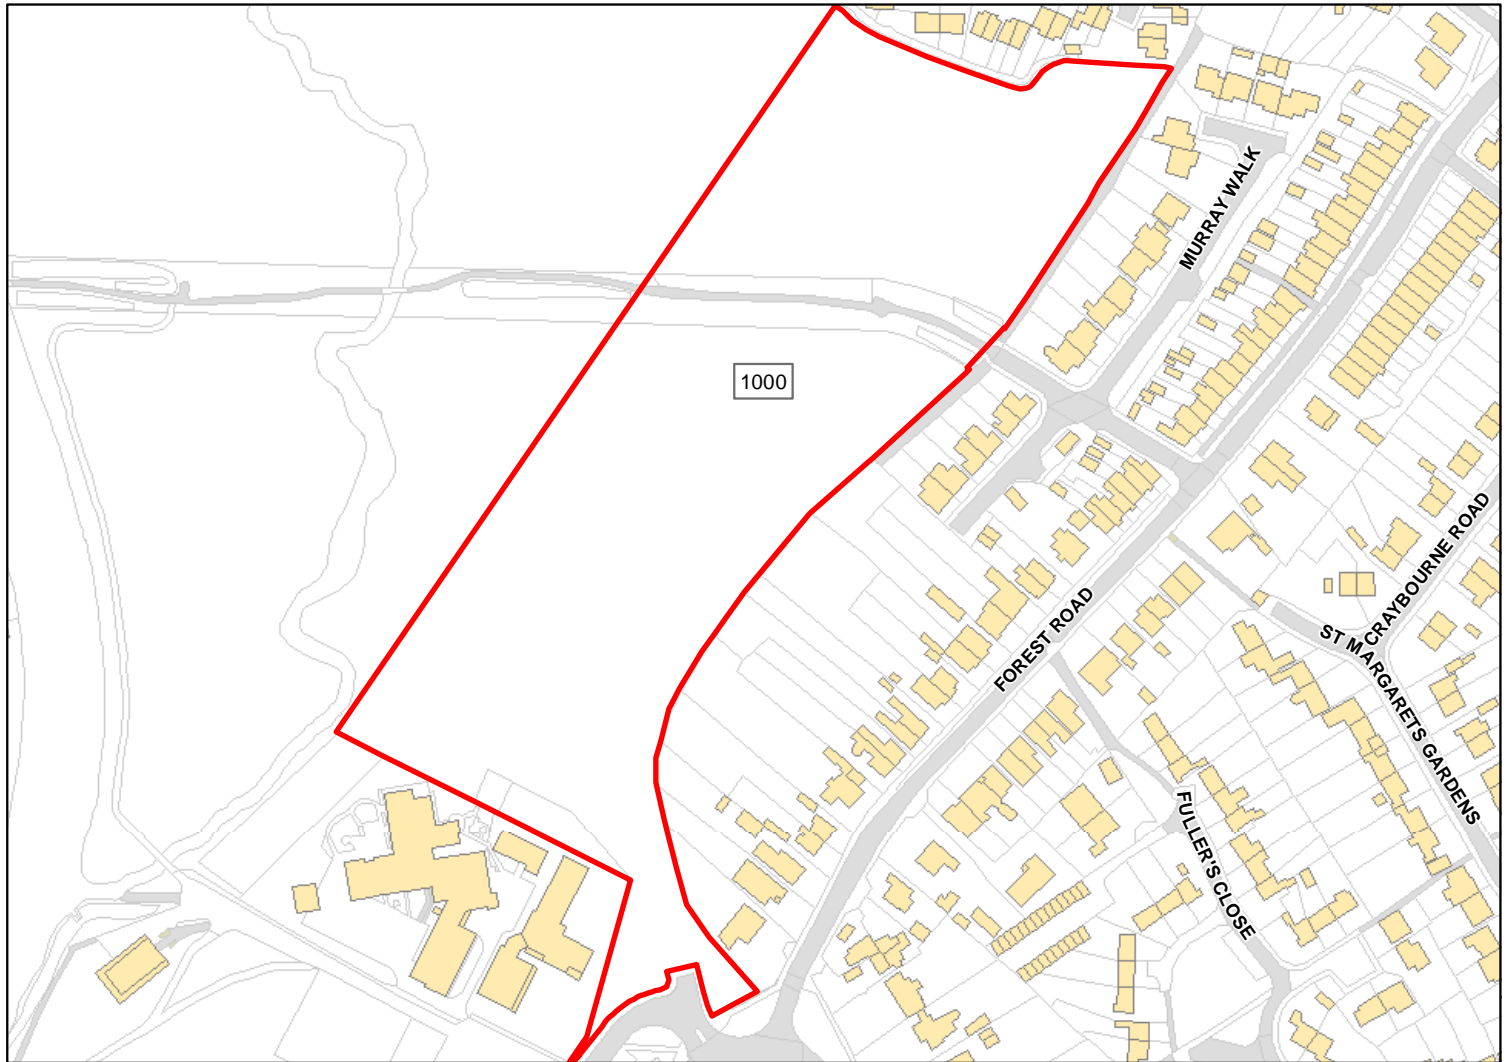 MURRAY WALK
1000
CRAYBOURNE ROAD
FOREST ROAD
ST MARGARETS GARDENS
FULLER'S CLOSE